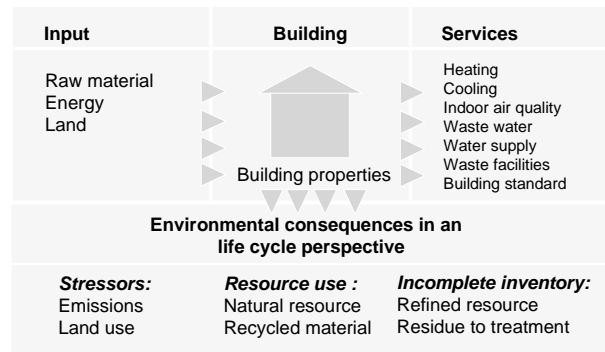 Input
Building
Services
Raw material
Energy
Land
Heating
Cooling
Indoor air quality
Waste water
Water supply
Waste facilities
Building standard
Building properties
Environmental consequences in an
life cycle perspective
Stressors:
Emissions
Land use
Resource use :
Natural resource
Recycled material
Incomplete inventory:
Refined resource
Residue to treatment